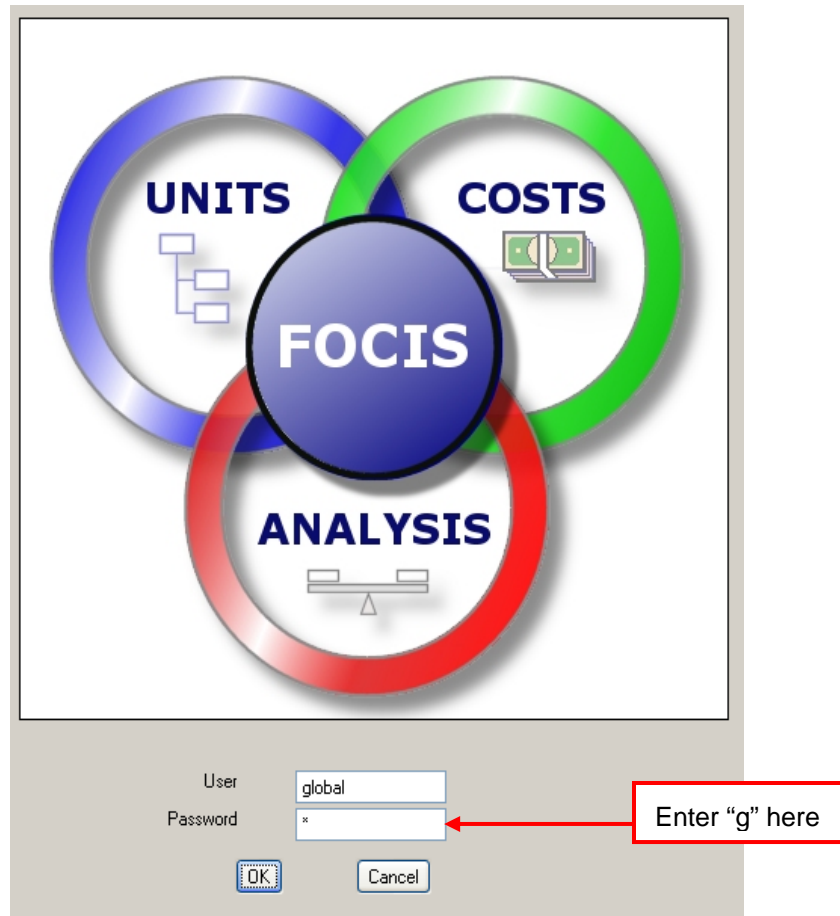 UNITS COSTS
FOCIS
ANALYSIS
User global
Password *
Enter “g” here
OK Cancel